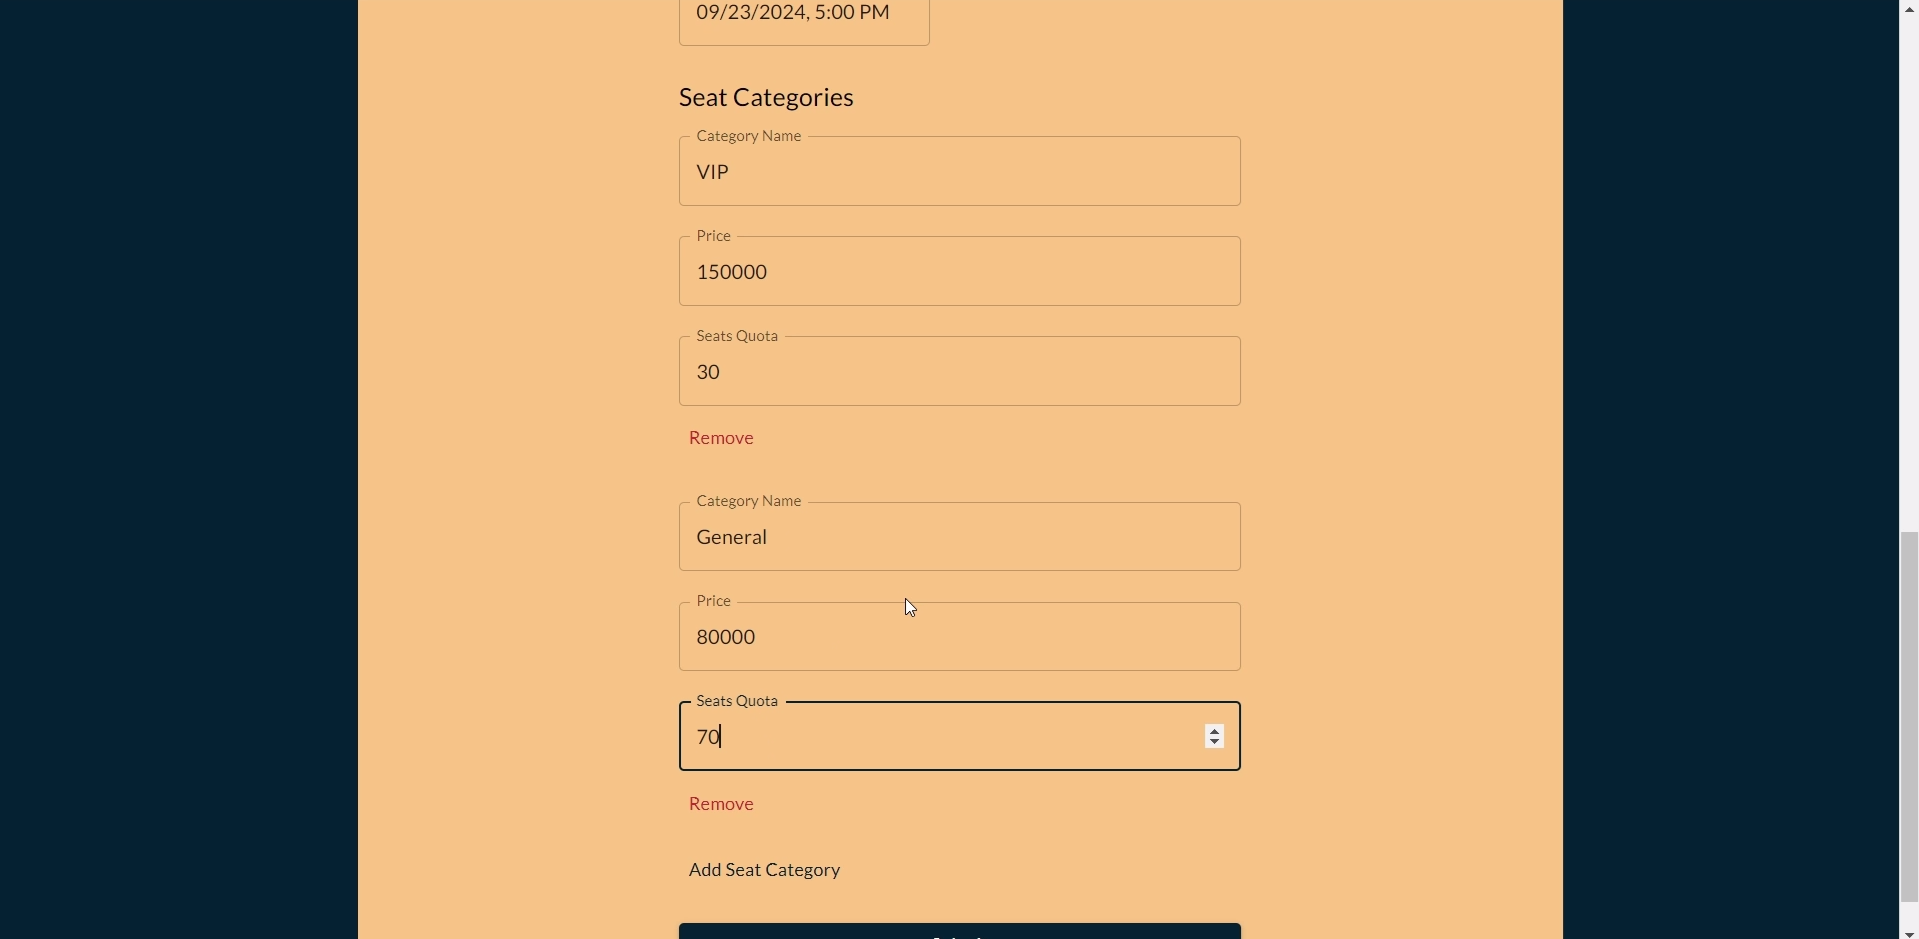 09/23/2024, 5:00 PM
Seat Categories
Category Name
VIP
Price
150000
Seats Quota
30
Remove
Category Name
General
Price
80000
Seats Quota
70
Remove
Add Seat Category